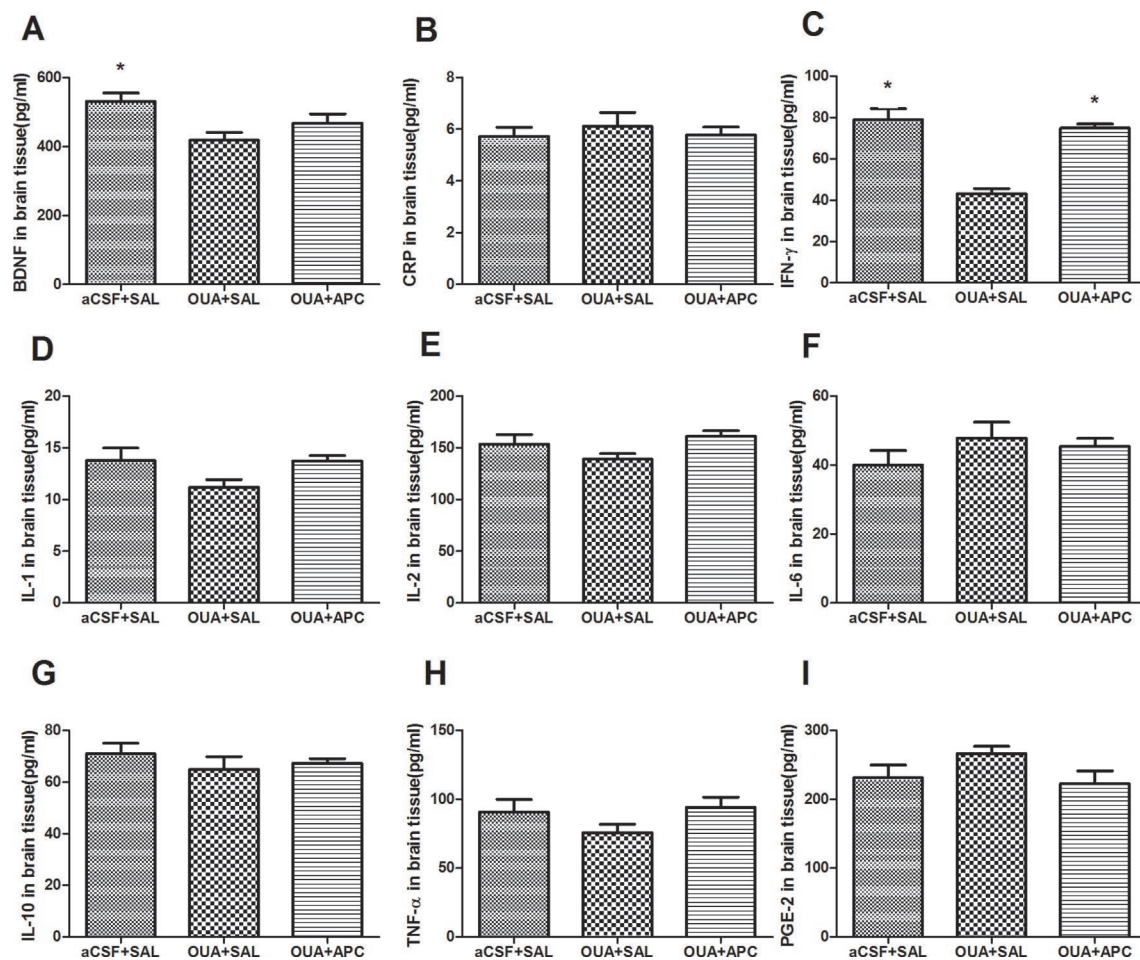 A
BDNF in brain tissue(pg/ml)
600
400
200
0
*
aCSF+SAL OUA+SAL OUA+APC
B
CRP in brain tissue(pg/ml)
8
6
4
2
0
aCSF+SAL OUA+SAL OUA+APC
C
IFN-γ in brain tissue(pg/ml)
100
80
60
40
20
0
* *
aCSF+SAL OUA+SAL OUA+APC
D
IL-1 in brain tissue(pg/ml)
20
15
10
5
0
aCSF+SAL OUA+SAL OUA+APC
E
IL-2 in brain tissue(pg/ml)
200
150
100
50
0
aCSF+SAL OUA+SAL OUA+APC
F
IL-6 in brain tissue(pg/ml)
60
40
20
0
aCSF+SAL OUA+SAL OUA+APC
G
IL-10 in brain tissue(pg/ml)
80
60
40
20
0
aCSF+SAL OUA+SAL OUA+APC
H
TNF-α in brain tissue(pg/ml)
150
100
50
0
aCSF+SAL OUA+SAL OUA+APC
I
PGE-2 in brain tissue(pg/ml)
300
200
100
0
aCSF+SAL OUA+SAL OUA+APC